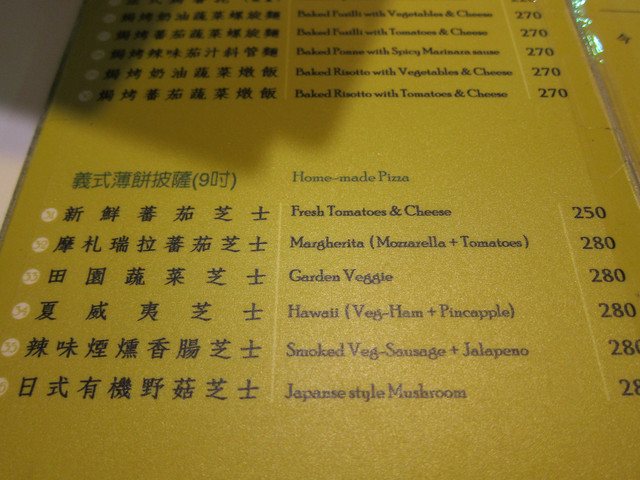 焗烤奶油蔬菜螺旋麵 Baked Fusilli with Vegetables & Cheese 270
焗烤蕃茄蔬菜螺旋麵 Baked Fusilli with Tomatoes & Cheese 270
焗烤辣味茄汁斜管麵 Baked Penne with Spicy Marinara sause 270
焗烤奶油蔬菜燉飯 Baked Risotto with Vegetables & Cheese 270
焗烤蕃茄蔬菜燉飯 Baked Risotto with Tomatoes & Cheese 270
義式薄餅披薩(9吋) Home-made Pizza
31 新鮮蕃茄芝士 Fresh Tomatoes & Cheese 250
32 摩札瑞拉蕃茄芝士 Margherita (Mozzarella + Tomatoes) 280
33 田園蔬菜芝士 Garden Veggie 280
34 夏威夷芝士 Hawaii (Veg-Ham + Pineapple) 280
35 辣味煙燻香腸芝士 Smoked Veg-Sausage + Jalapeno 280
日式有機野菇芝士 Japanse style Mushroom